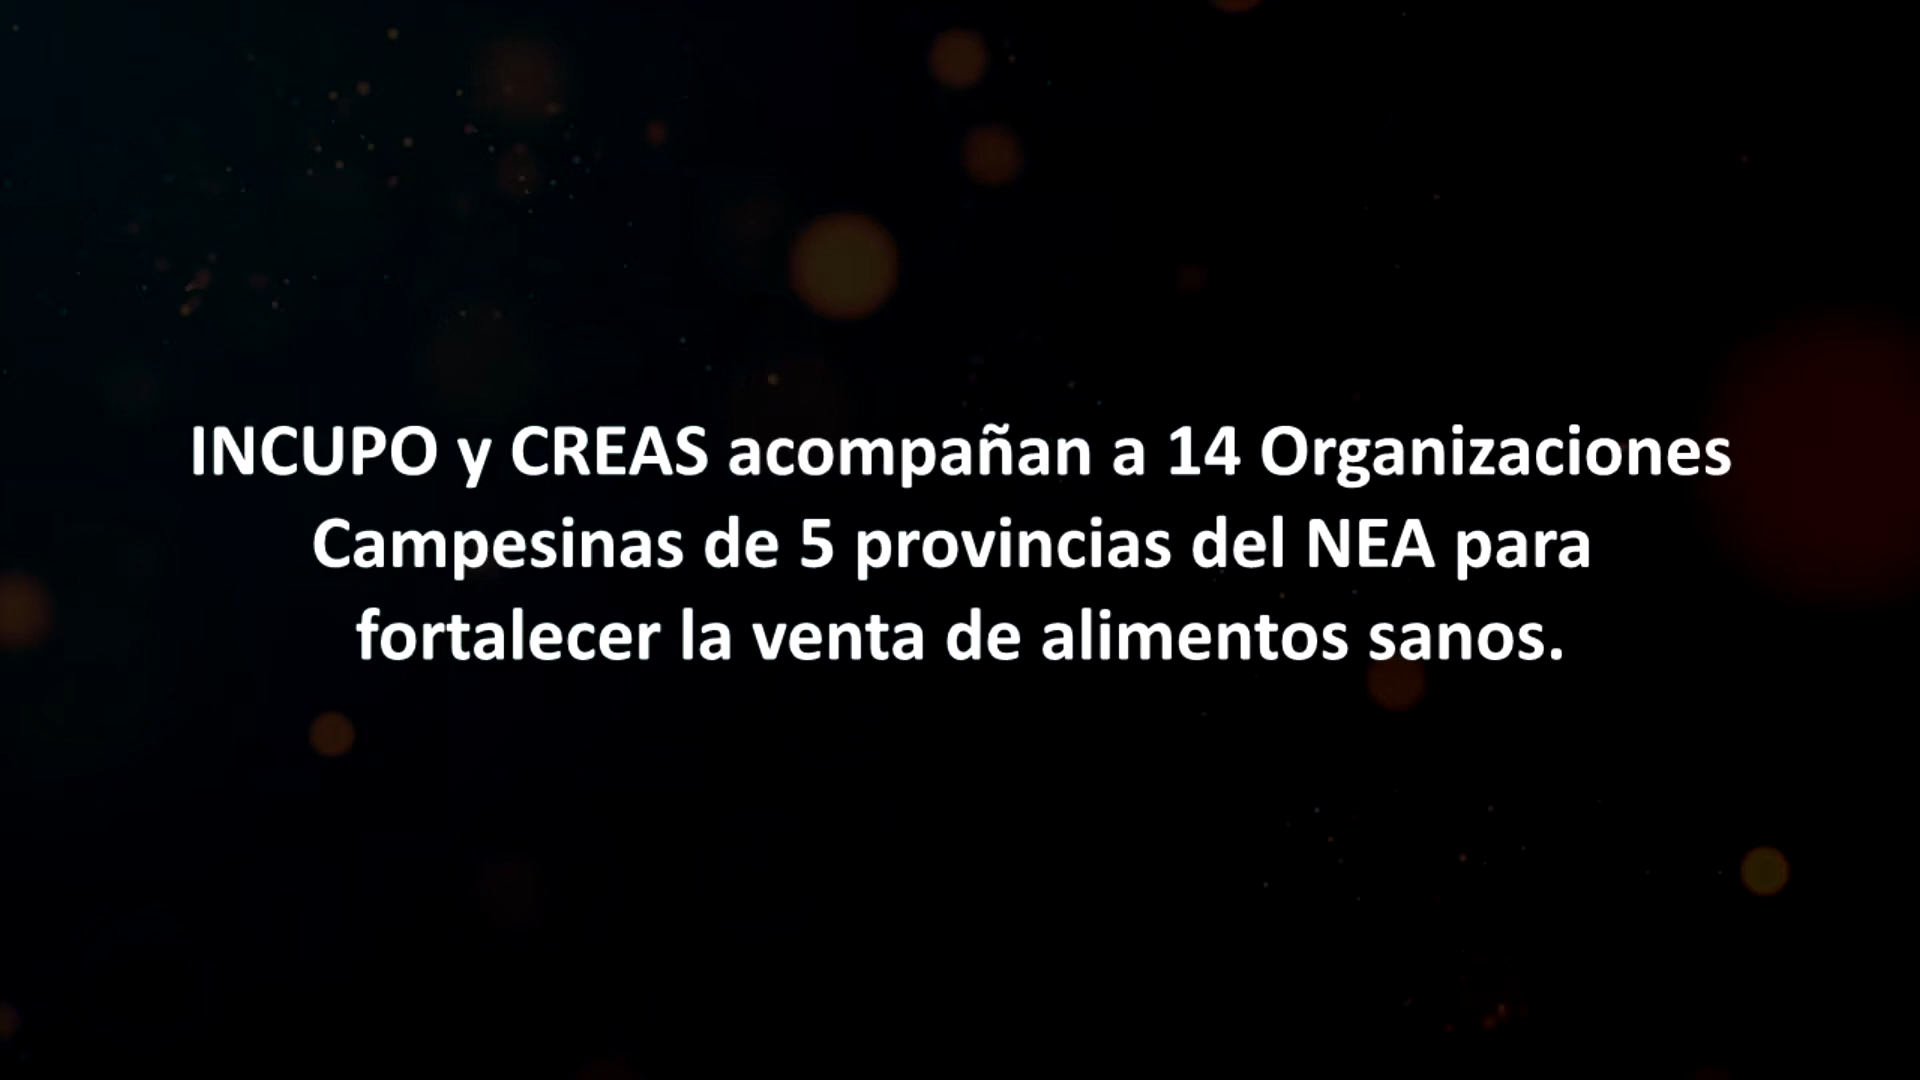 INCUPO y CREAS acompañan a 14 Organizaciones
Campesinas de 5 provincias del NEA para
fortalecer la venta de alimentos sanos.